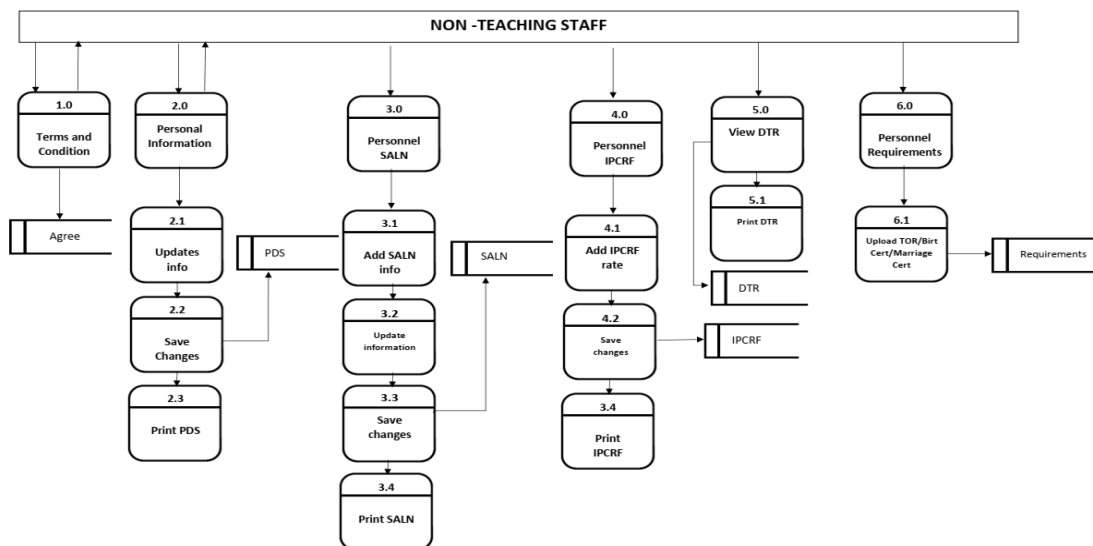 NON -TEACHING STAFF
1.0
Terms and
Condition
Agree
2.0
Personal
Information
2.1
Updates
info
2.2
Save
Changes
2.3
Print PDS
PDS
3.0
Personnel
SALN
3.1
Add SALN
info
3.2
Update
information
3.3
Save
changes
3.4
Print SALN
SALN
4.0
Personnel
IPCRF
4.1
Add IPCRF
rate
4.2
Save
changes
3.4
Print
IPCRF
IPCRF
5.0
View DTR
5.1
Print DTR
DTR
6.0
Personnel
Requirements
6.1
Upload TOR/Birt
Cert/Marriage
Cert
Requirements